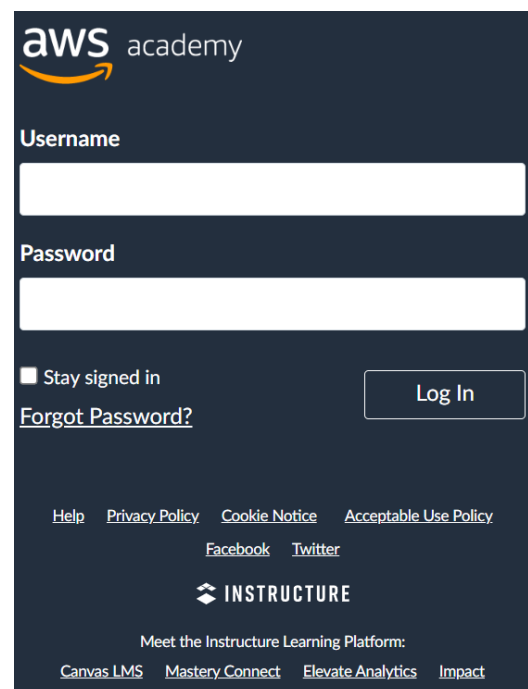 aws academy
Username
Password
Stay signed in
Log In
Forgot Password?
Help Privacy Policy Cookie Notice Acceptable Use Policy
Facebook Twitter
INSTRUCTURE
Meet the Instructure Learning Platform:
Canvas LMS Mastery Connect Elevate Analytics Impact